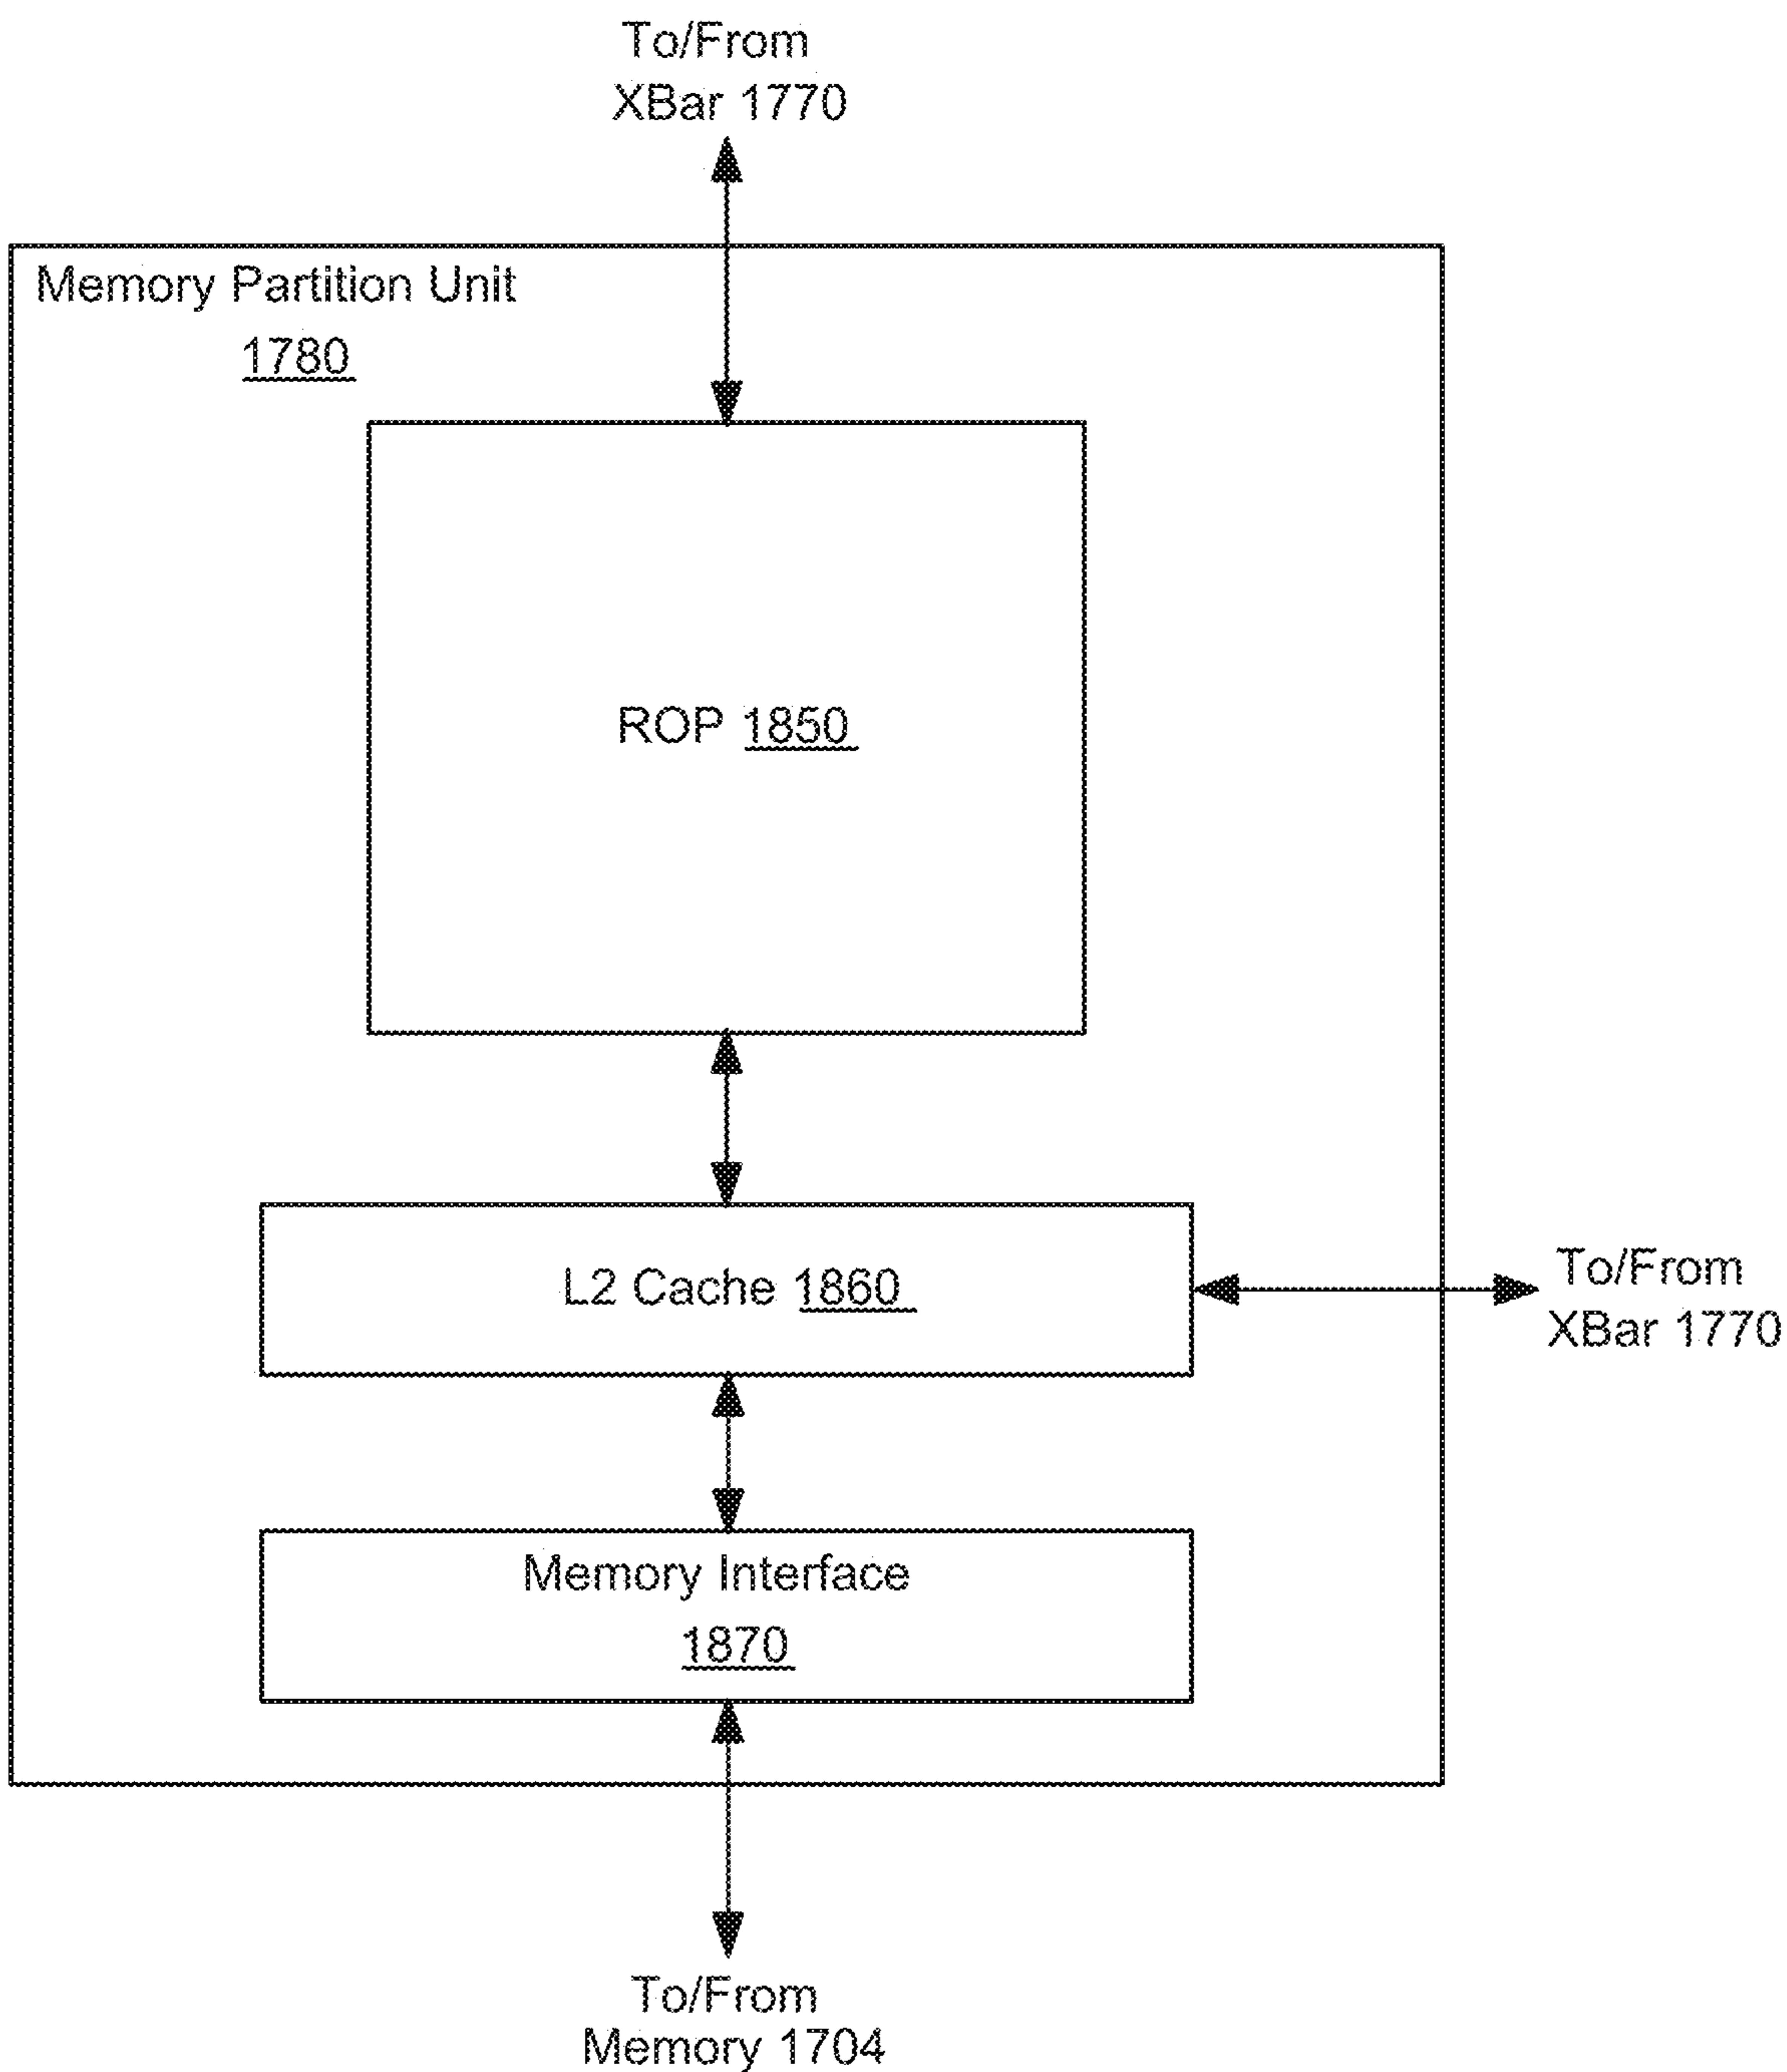 To/From
XBar 1770
Memory Partition Unit
1780
ROP 1850
L2 Cache 1860
To/From
XBar 1770
Memory Interface
1870
To/From
Memory 1704